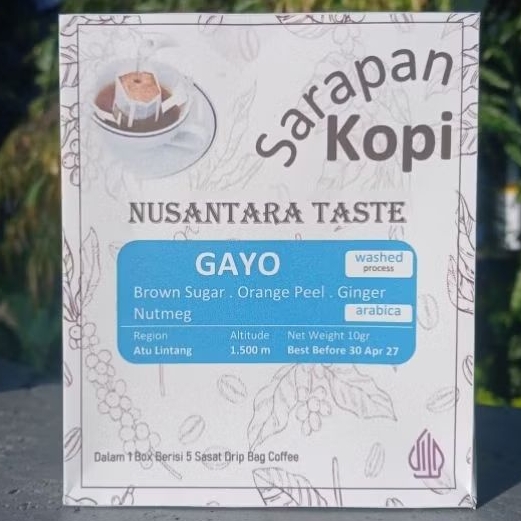 Sarapan
Kopi
NUSANTARA TASTE
GAYO
washed
process
Brown Sugar . Orange Peel . Ginger
Nutmeg
arabica
Region Altitude Net Weight 10gr
Atu Lintang 1.500 m Best Before 30 Apr 27
Dalam 1 Box Berisi 5 Sasat Drip Bag Coffee